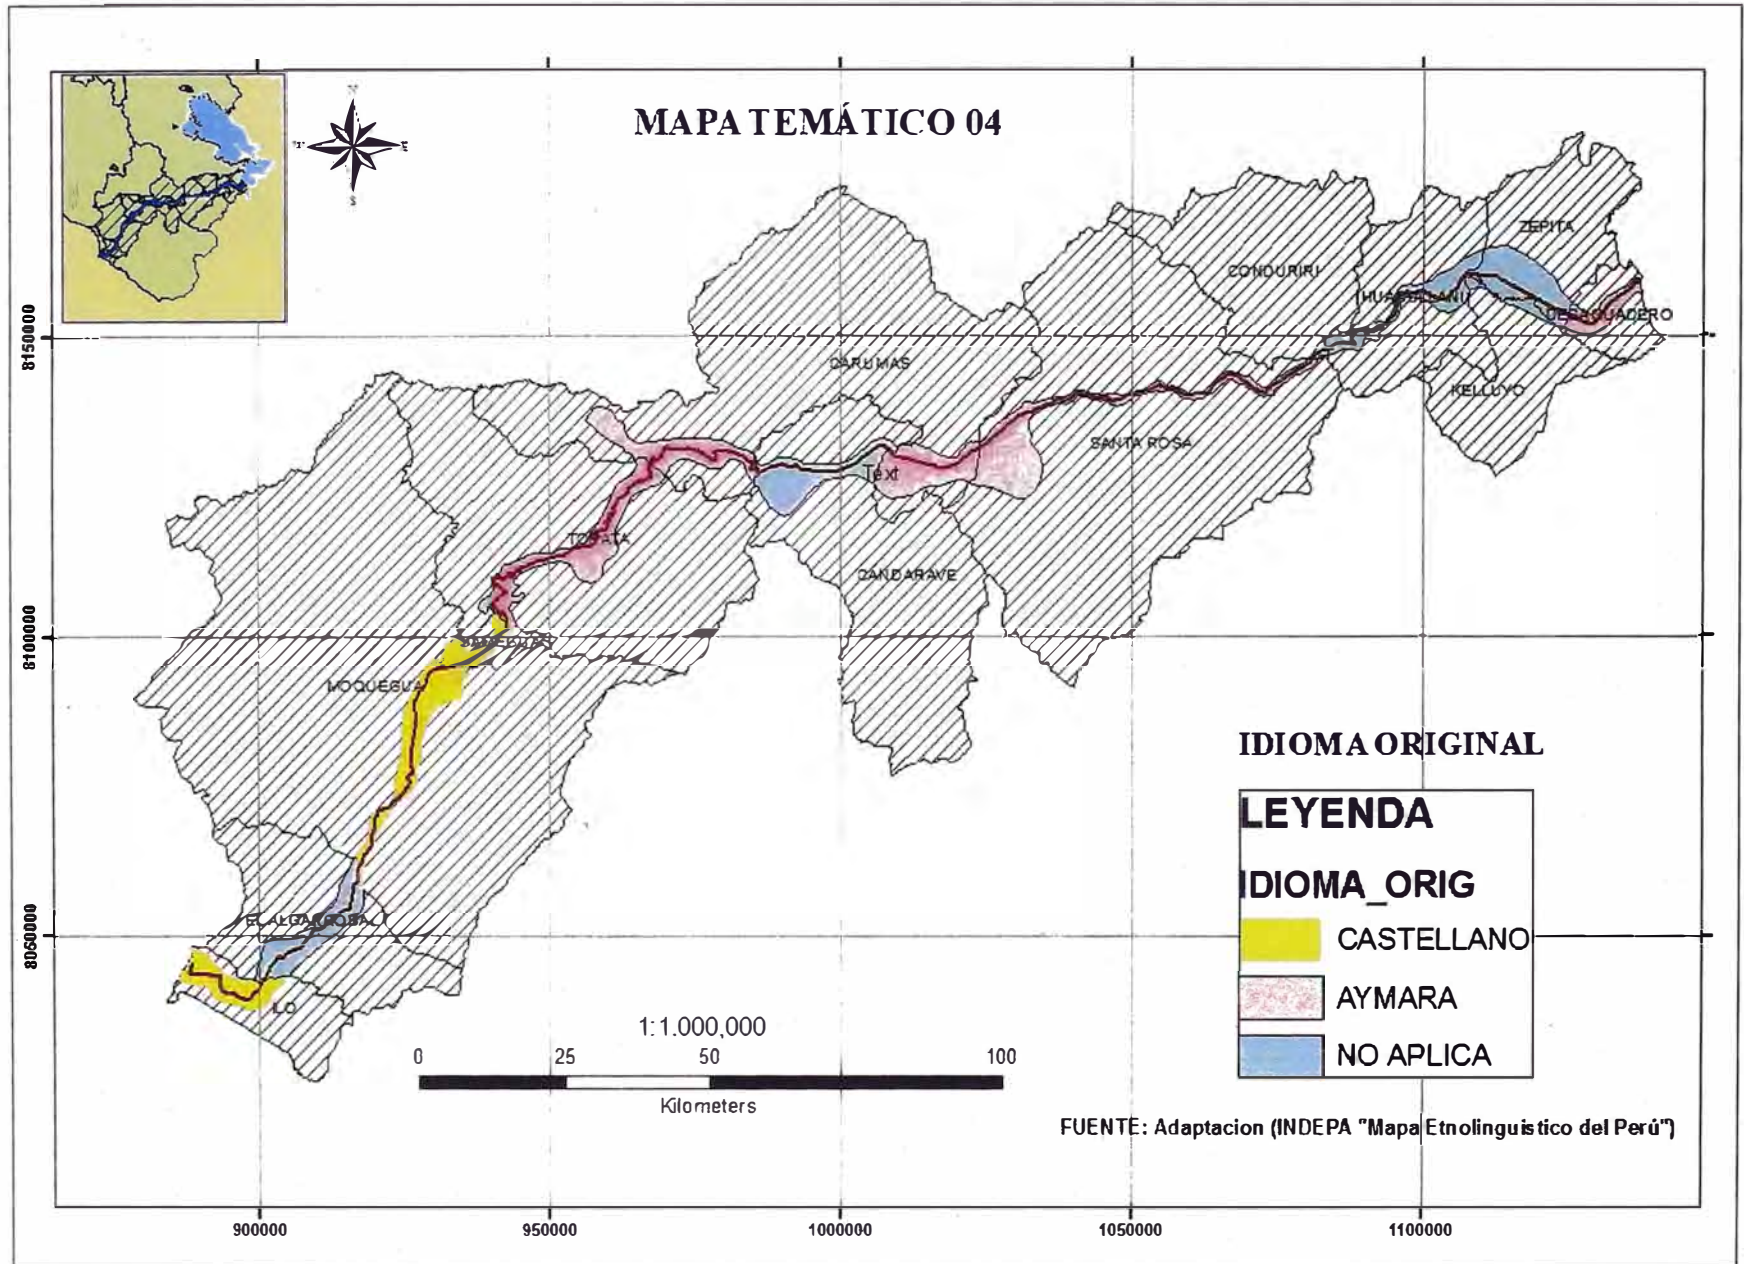 MAPA TEMÁTICO 04
N
E
S
ZEPITA
CONDURIRI
HUACULLANI
DESAGUADERO
CARUMAS
KELLUYO
SANTA ROSA
Text
TORATA
CANDARAVE
SAMEGUA
MOQUEGUA
EL ALGARROBAL
ILO
8150000
8100000
8050000
900000
950000
1000000
1050000
1100000
IDIOMA ORIGINAL
LEYENDA
IDIOMA_ORIG
CASTELLANO
AYMARA
NO APLICA
1:1.000,000
0 25 50 100
Kilometers
FUENTE: Adaptacion (INDEPA "Mapa Etnolinguistico del Perú")